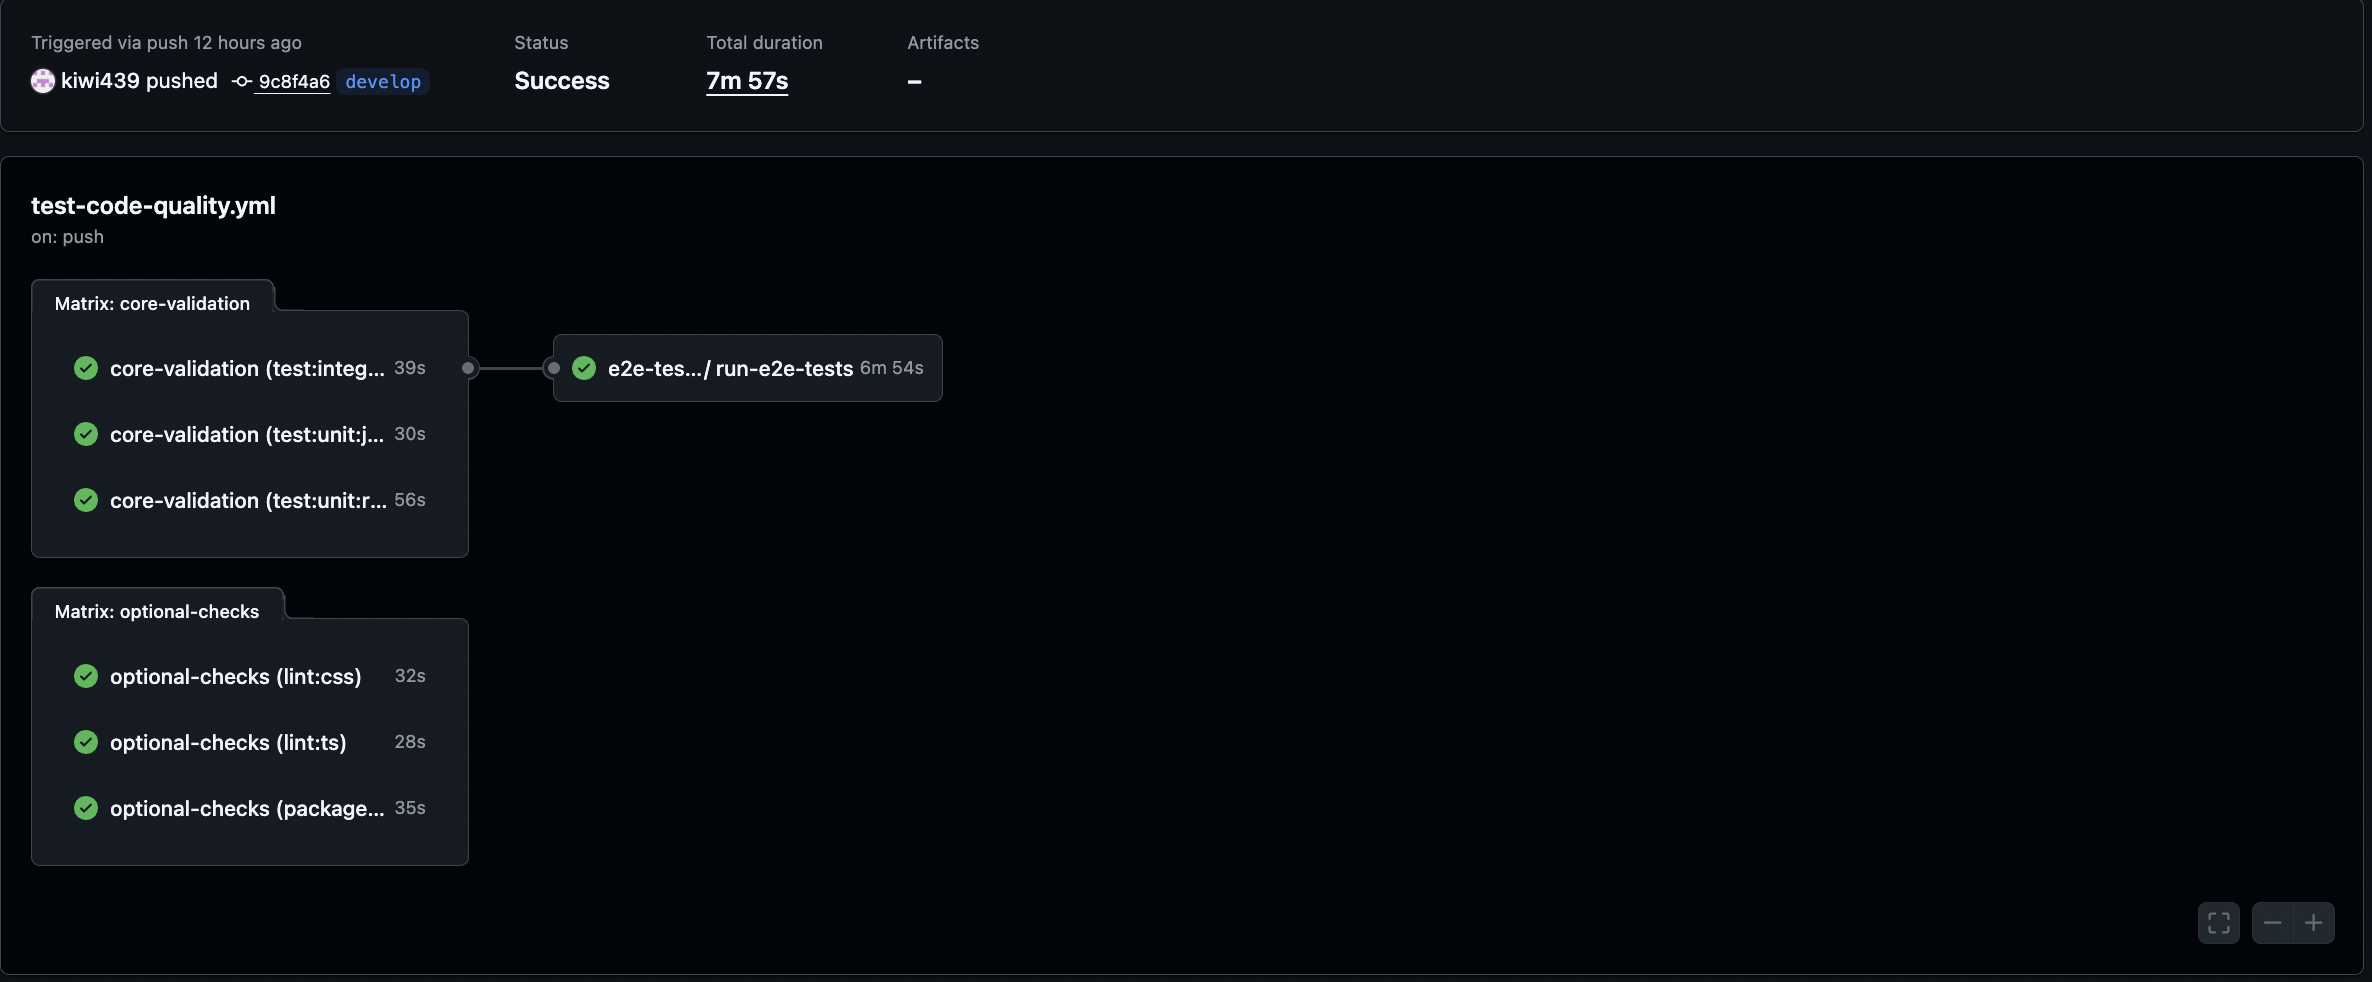 Triggered via push 12 hours ago
kiwi439 pushed 9c8f4a6 develop
Status
Success
Total duration
7m 57s
Artifacts
–
test-code-quality.yml
on: push
Matrix: core-validation
core-validation (test:integ... 39s
core-validation (test:unit:j... 30s
core-validation (test:unit:r... 56s
e2e-tes... / run-e2e-tests 6m 54s
Matrix: optional-checks
optional-checks (lint:css) 32s
optional-checks (lint:ts) 28s
optional-checks (package... 35s